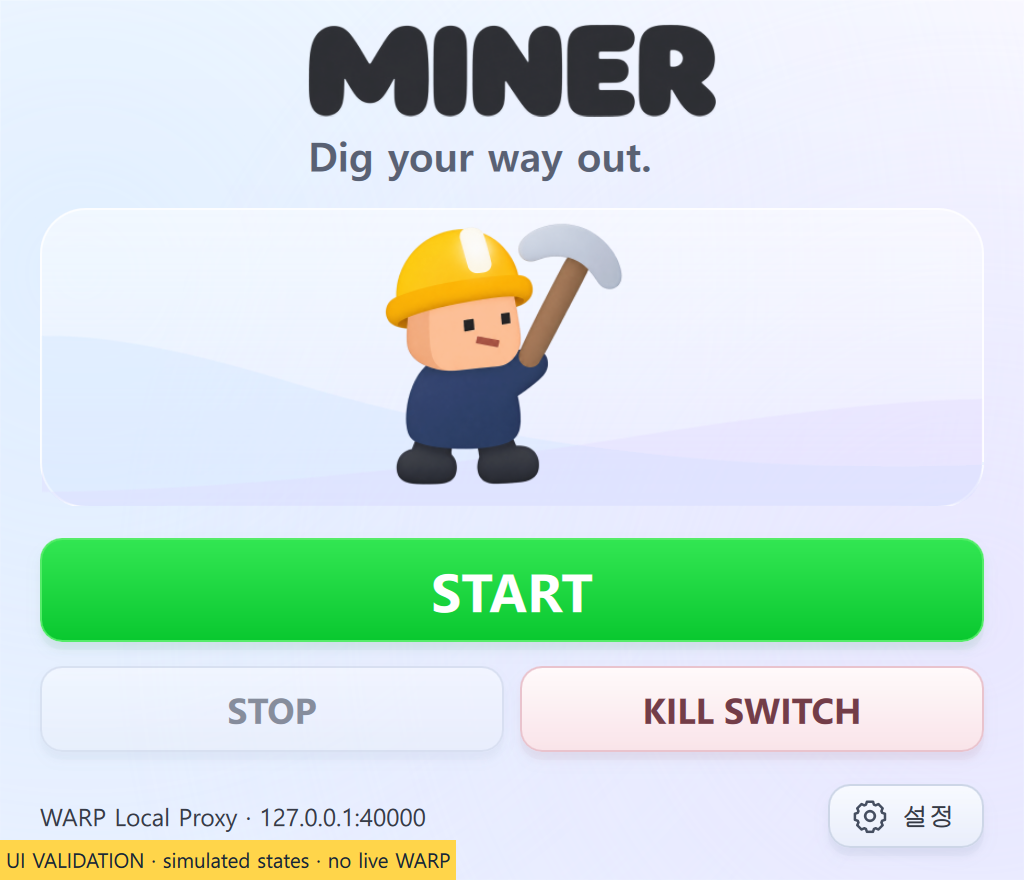 MINER
Dig your way out.
START
STOP
KILL SWITCH
WARP Local Proxy · 127.0.0.1:40000
설정
UI VALIDATION · simulated states · no live WARP